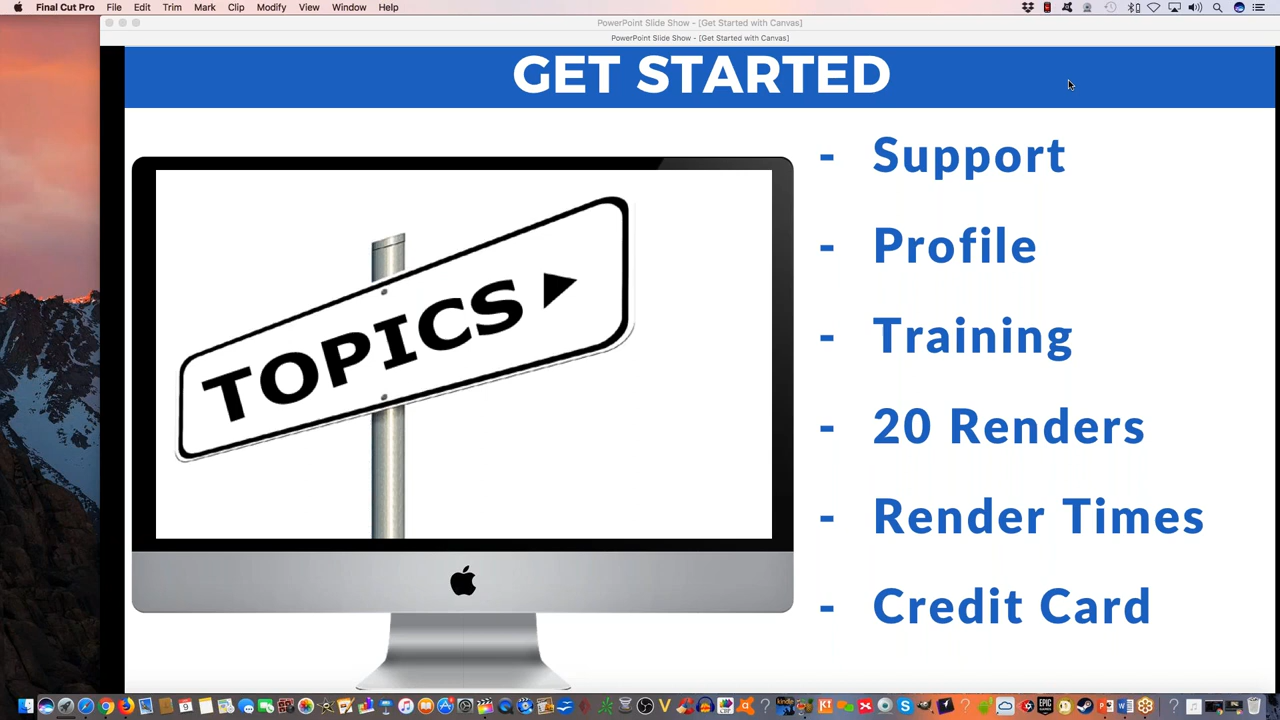 Final Cut Pro File Edit Trim Mark Clip Modify View Window Help
PowerPoint Slide Show - [Get Started with Canvas]
PowerPoint Slide Show - [Get Started with Canvas]
GET STARTED
- Support
- Profile
- Training
- 20 Renders
- Render Times
- Credit Card
TOPICS